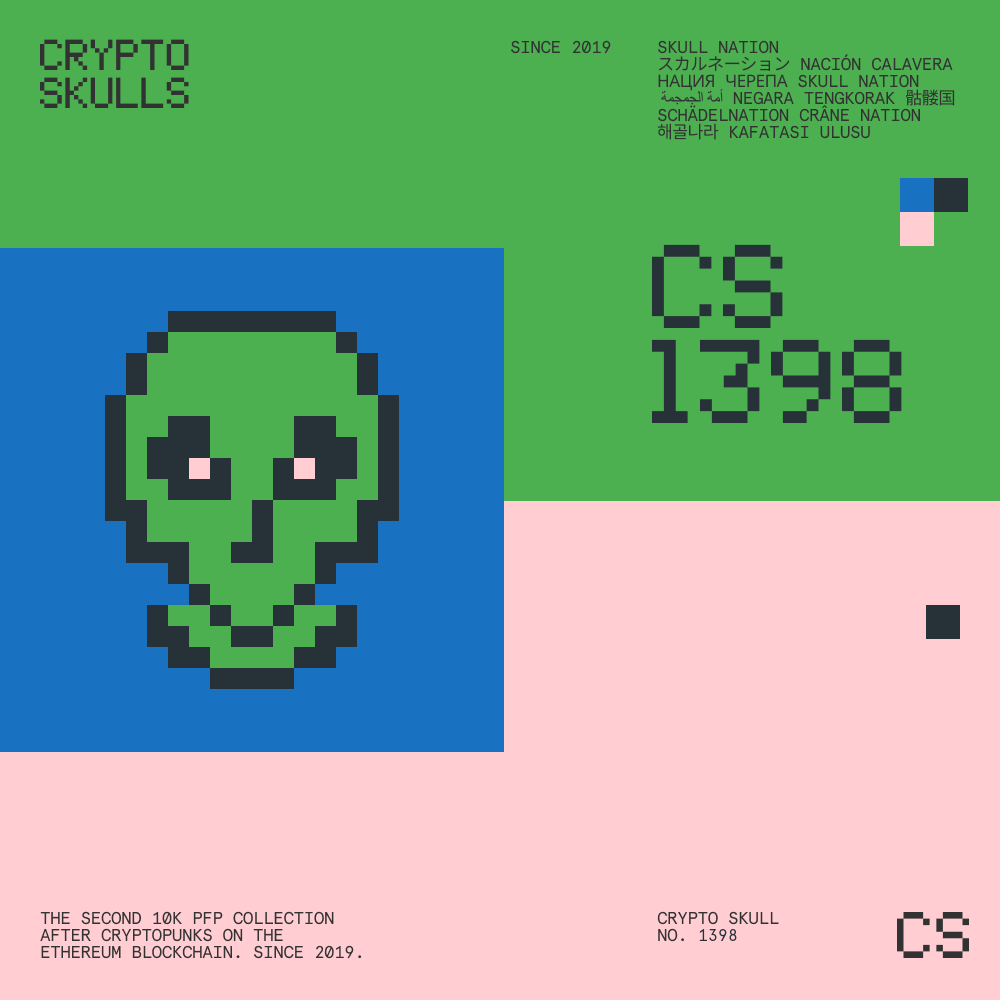 CRYPTO
SKULLS
SINCE 2019
SKULL NATION
スカルネーション NACIÓN CALAVERA
НАЦИЯ ЧЕРЕПА SKULL NATION
أمة الجمجمة NEGARA TENGKORAK 骷髅国
SCHÄDELNATION CRÂNE NATION
해골나라 KAFATASI ULUSU
CS
1398
THE SECOND 10K PFP COLLECTION
AFTER CRYPTOPUNKS ON THE
ETHEREUM BLOCKCHAIN. SINCE 2019.
CRYPTO SKULL
NO. 1398
CS